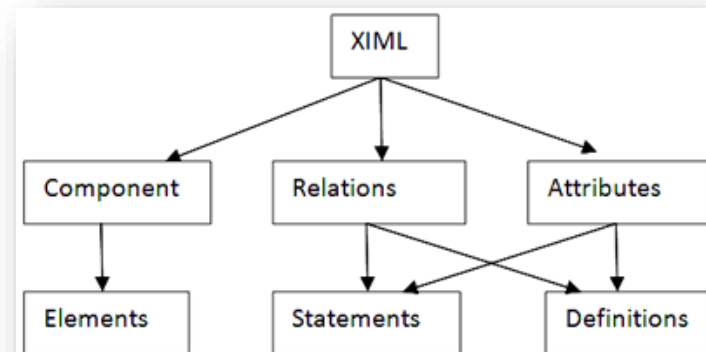 XIML
Component
Relations
Attributes
Elements
Statements
Definitions